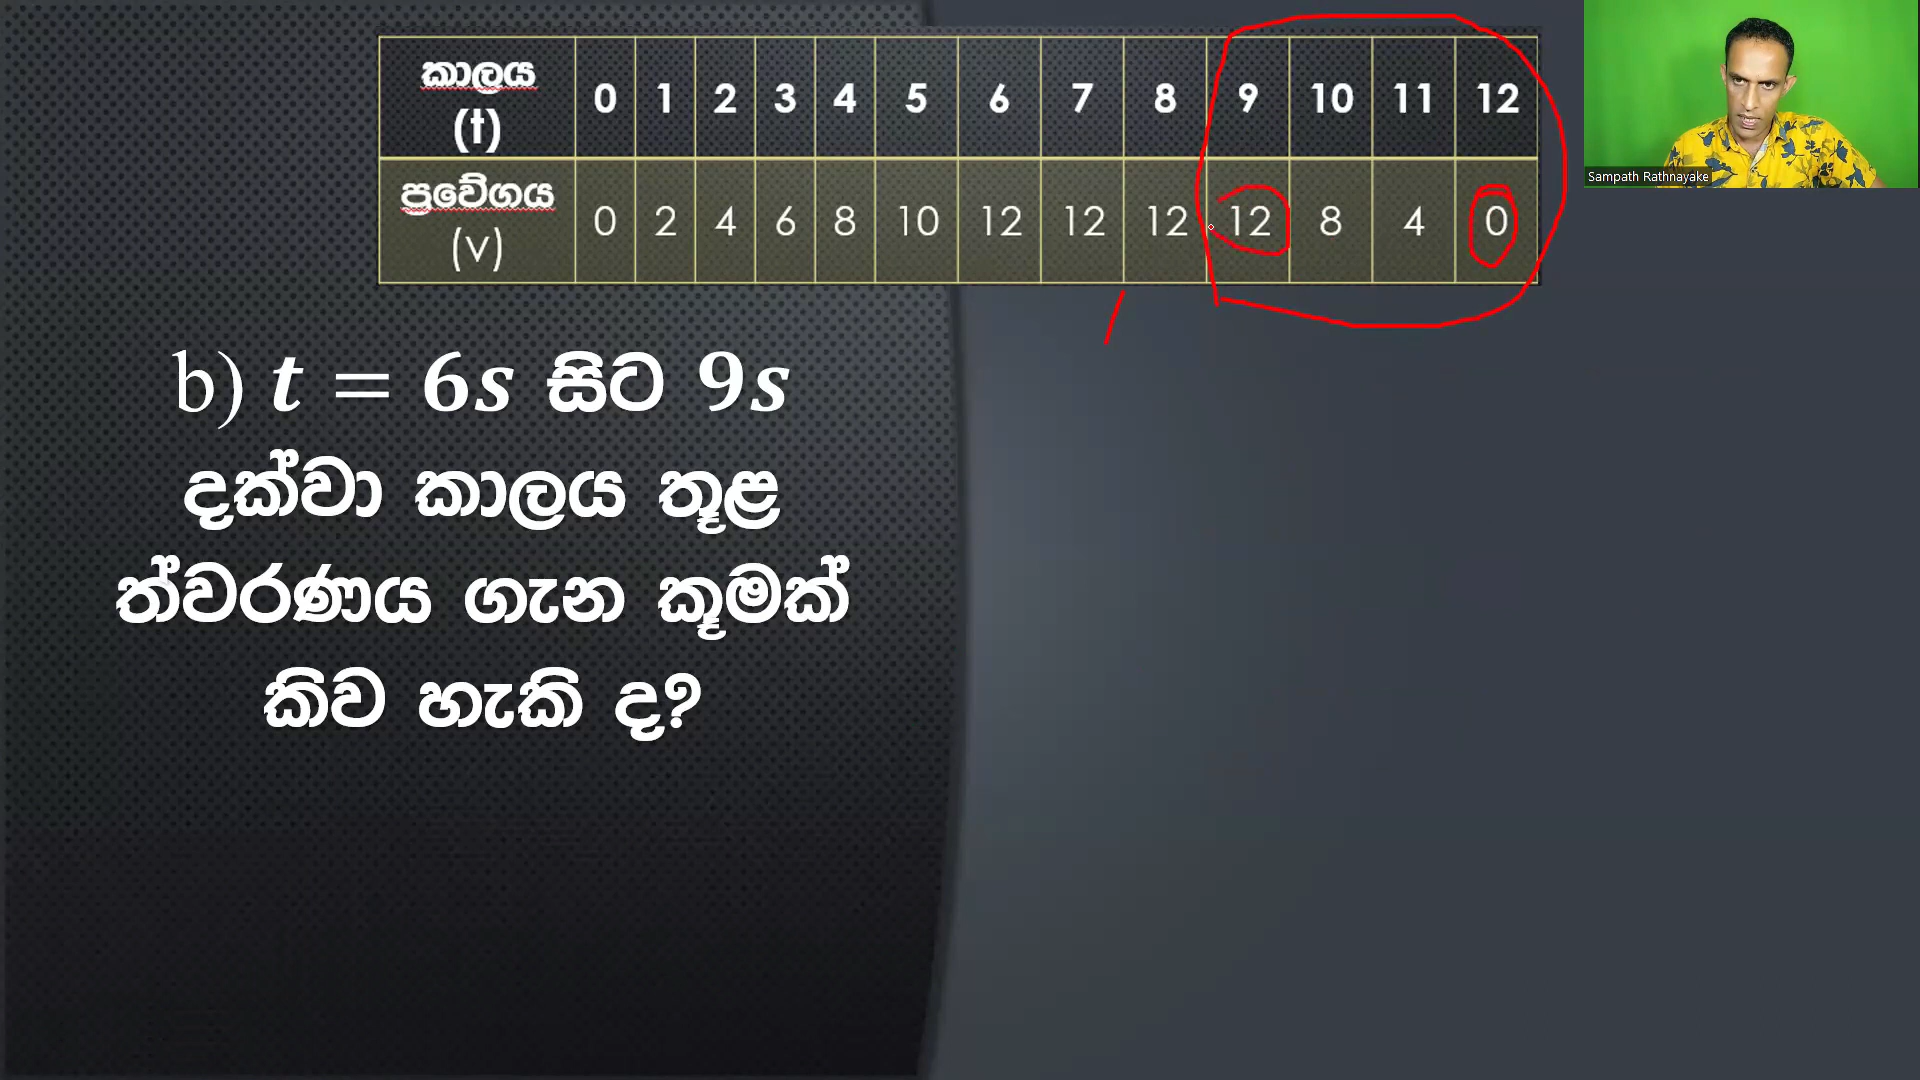 කාලය (t) 0 1 2 3 4 5 6 7 8 9 10 11 12
ප්‍රවේගය (v) 0 2 4 6 8 10 12 12 12 12 8 4 0
Sampath Rathnayake
b) t = 6s සිට 9s
දක්වා කාලය තුළ
ත්වරණය ගැන කුමක්
කිව හැකි ද?